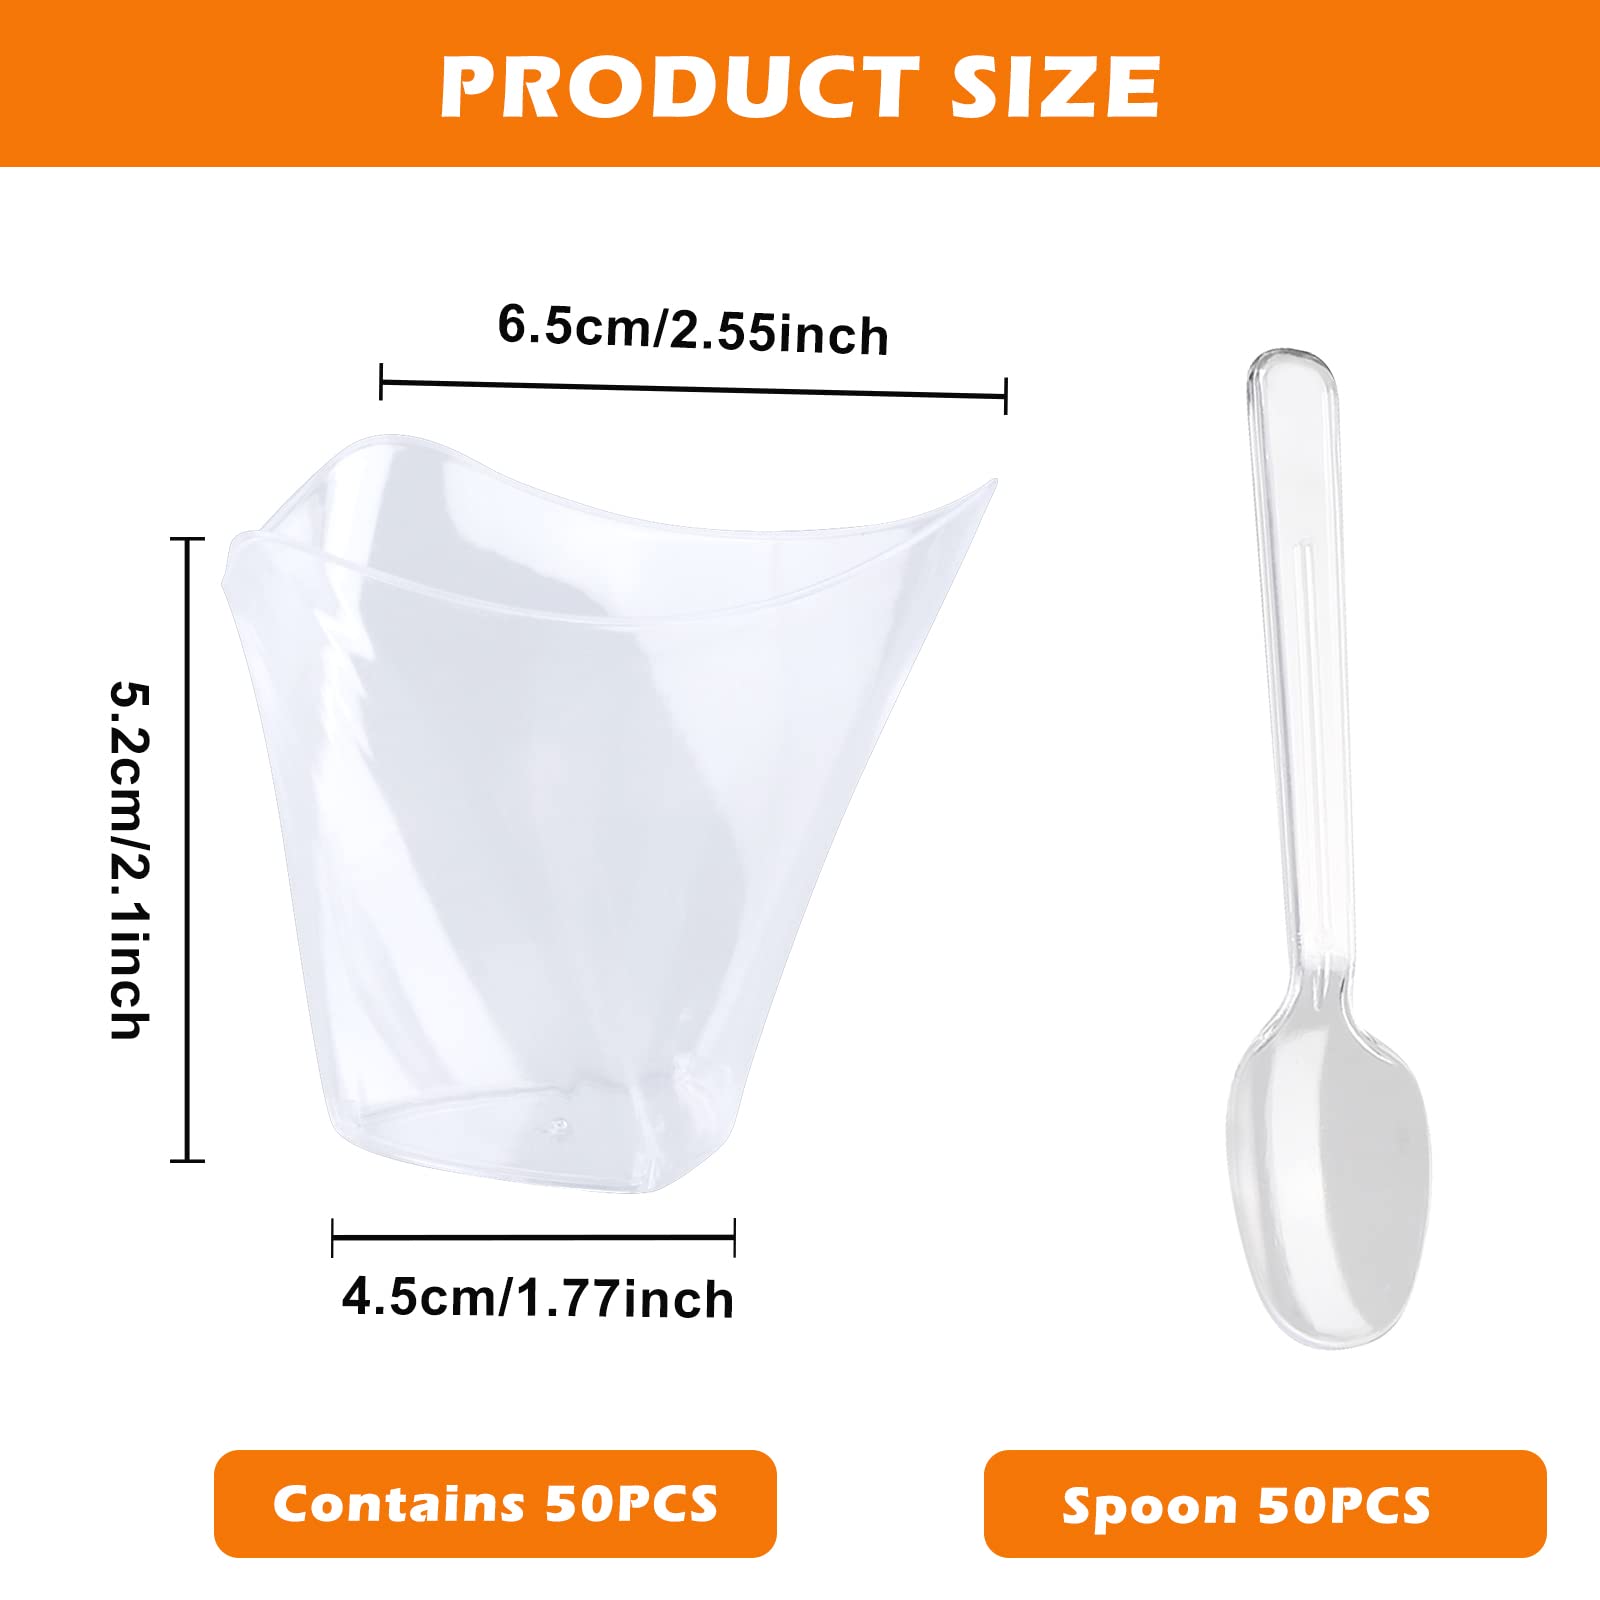 PRODUCT SIZE
6.5cm/2.55inch
5.2cm/2.1inch
4.5cm/1.77inch
Contains 50PCS
Spoon 50PCS